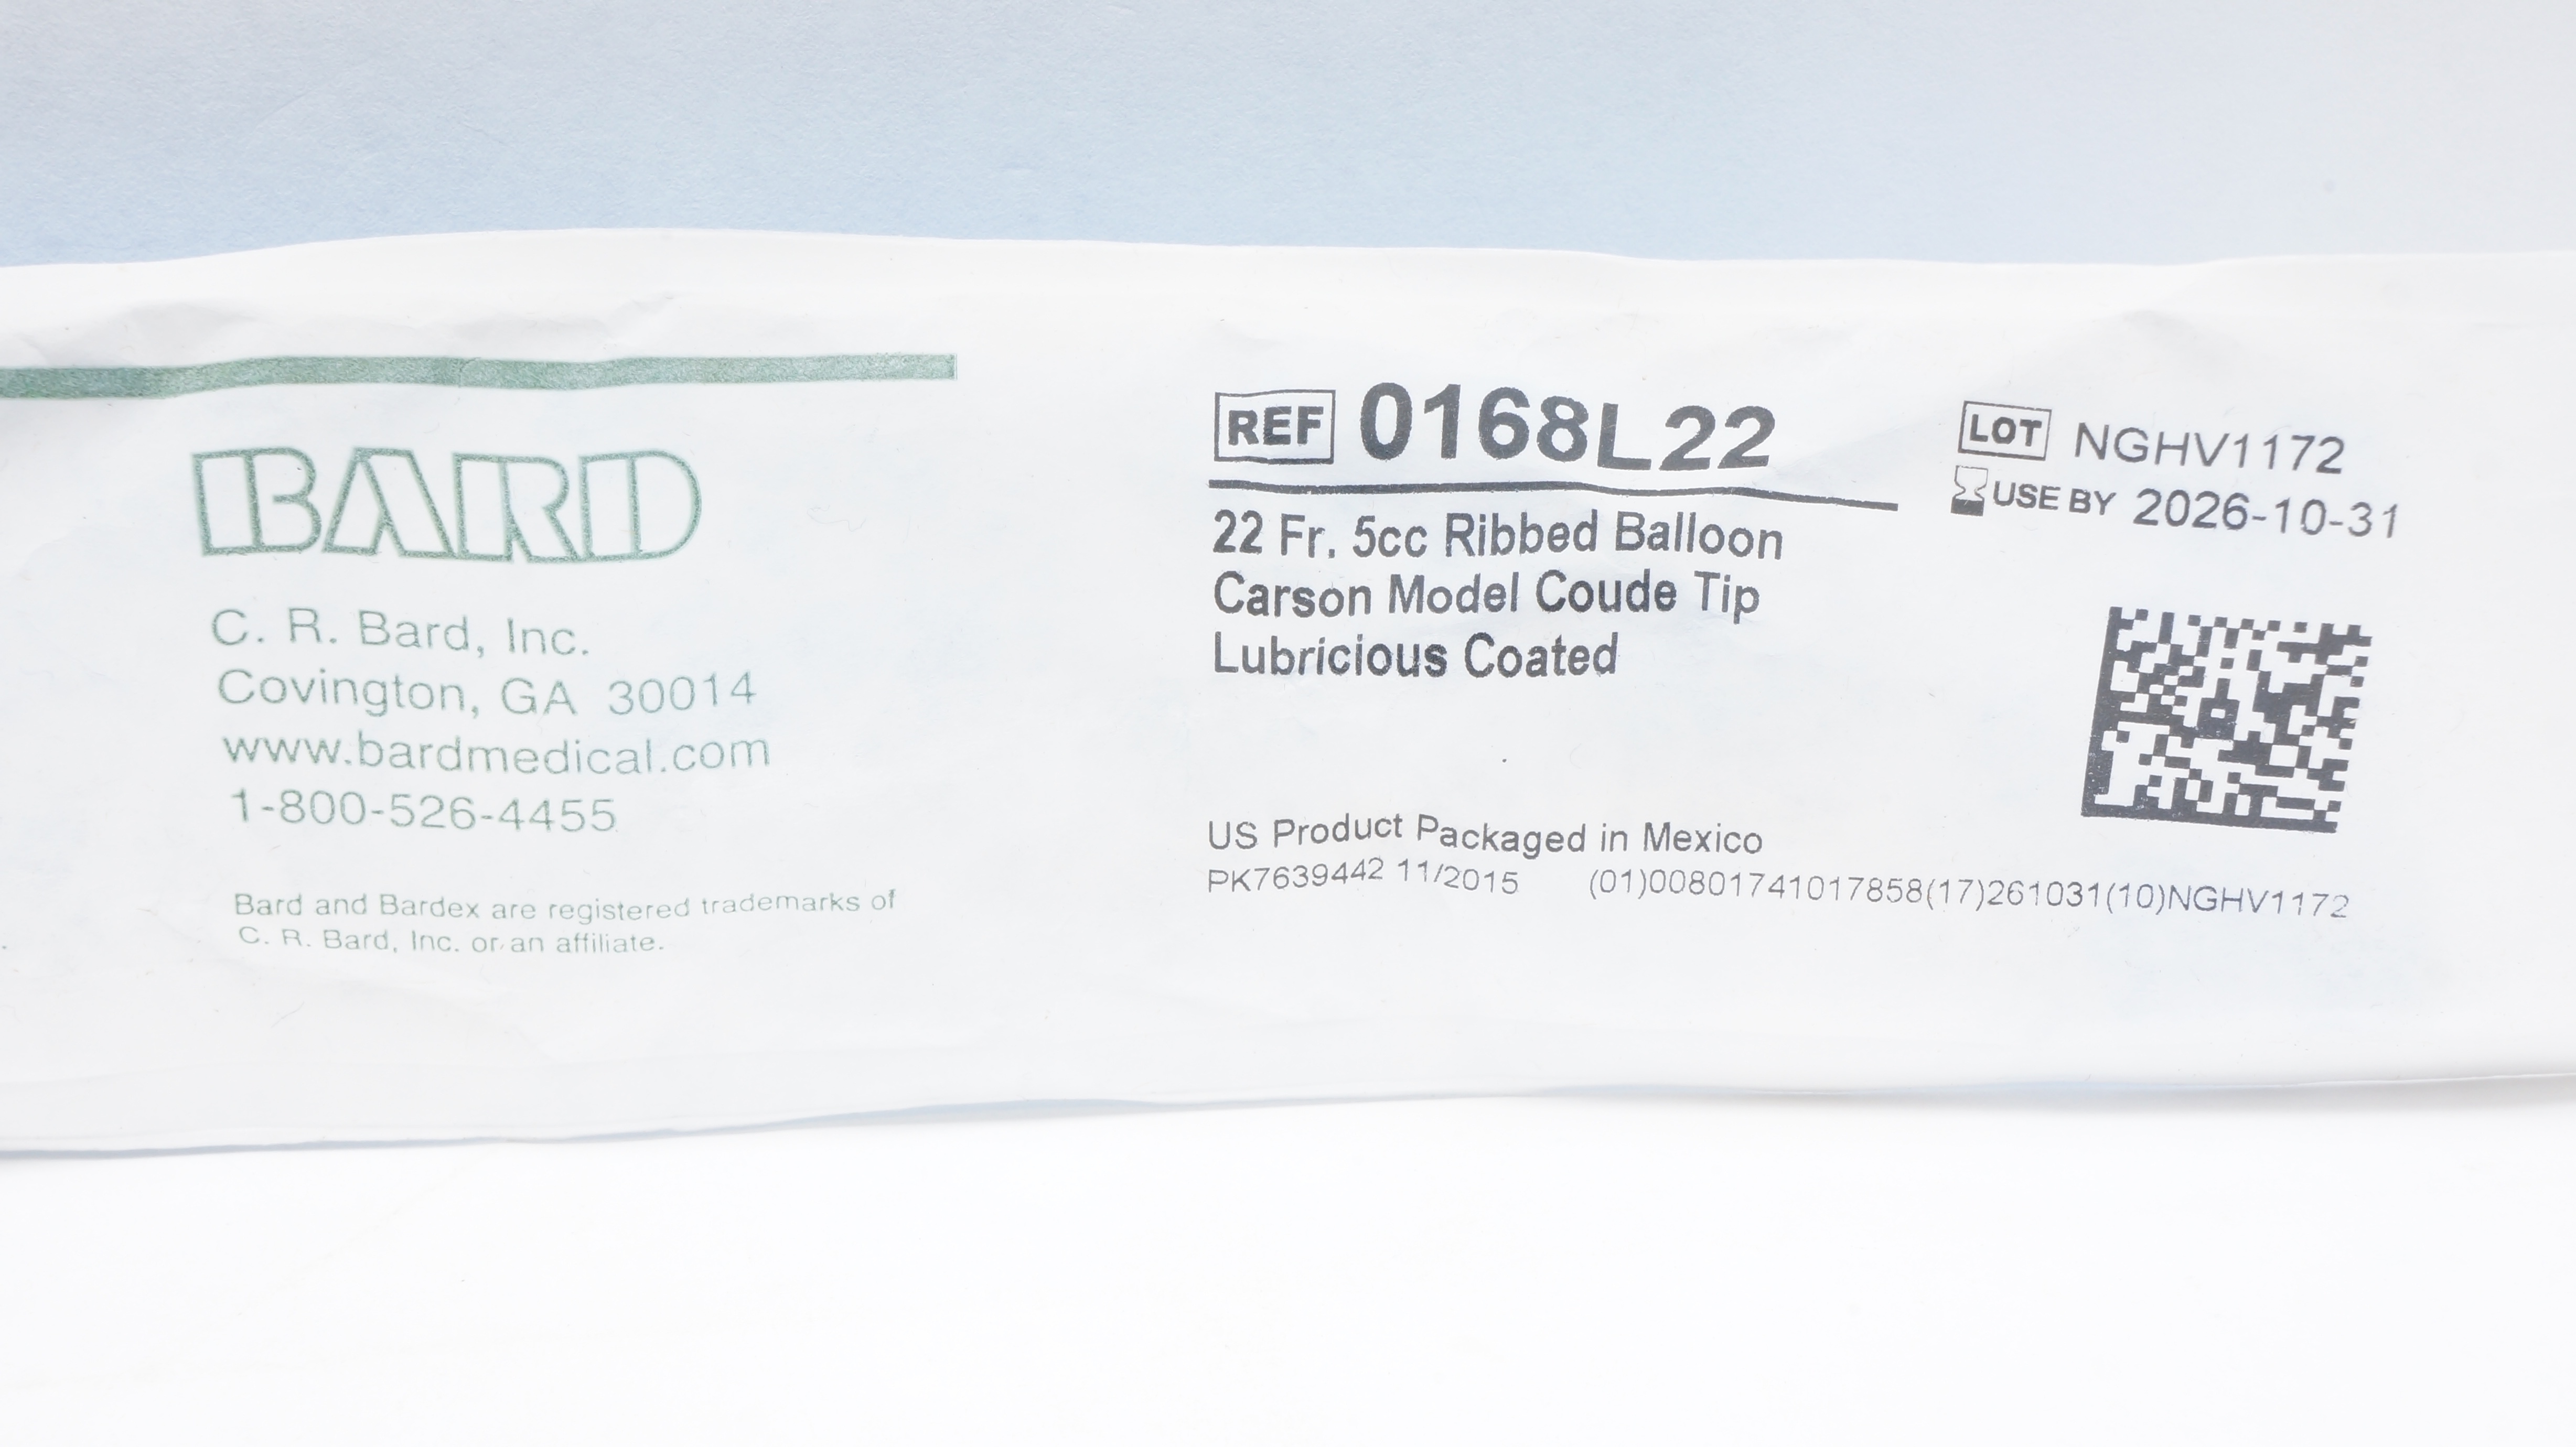 BARD
C. R. Bard, Inc.
Covington, GA 30014
www.bardmedical.com
1-800-526-4455
Bard and Bardex are registered trademarks of
C. R. Bard, Inc. or an affiliate.
REF 0168L22
22 Fr. 5cc Ribbed Balloon
Carson Model Coude Tip
Lubricious Coated
US Product Packaged in Mexico
PK7639442 11/2015 (01)00801741017858(17)261031(10)NGHV1172
LOT NGHV1172
USE BY 2026-10-31